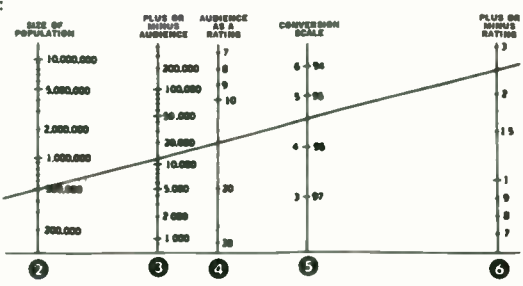 SIZE OF
POPULATION
PLUS OR
MINUS
AUDIENCE
AUDIENCE
AS A
RATING
CONVERSION
SCALE
PLUS OR
MINUS
RATING
10,000,000
5,000,000
2,000,000
1,000,000
200,000
200,000
100,000
50,000
20,000
10,000
5,000
2 000
1 000
7
8
9
10
20
30
6 94
5 95
4 96
3 97
3
2
1 5
1
9
8
7
2
3
4
5
6